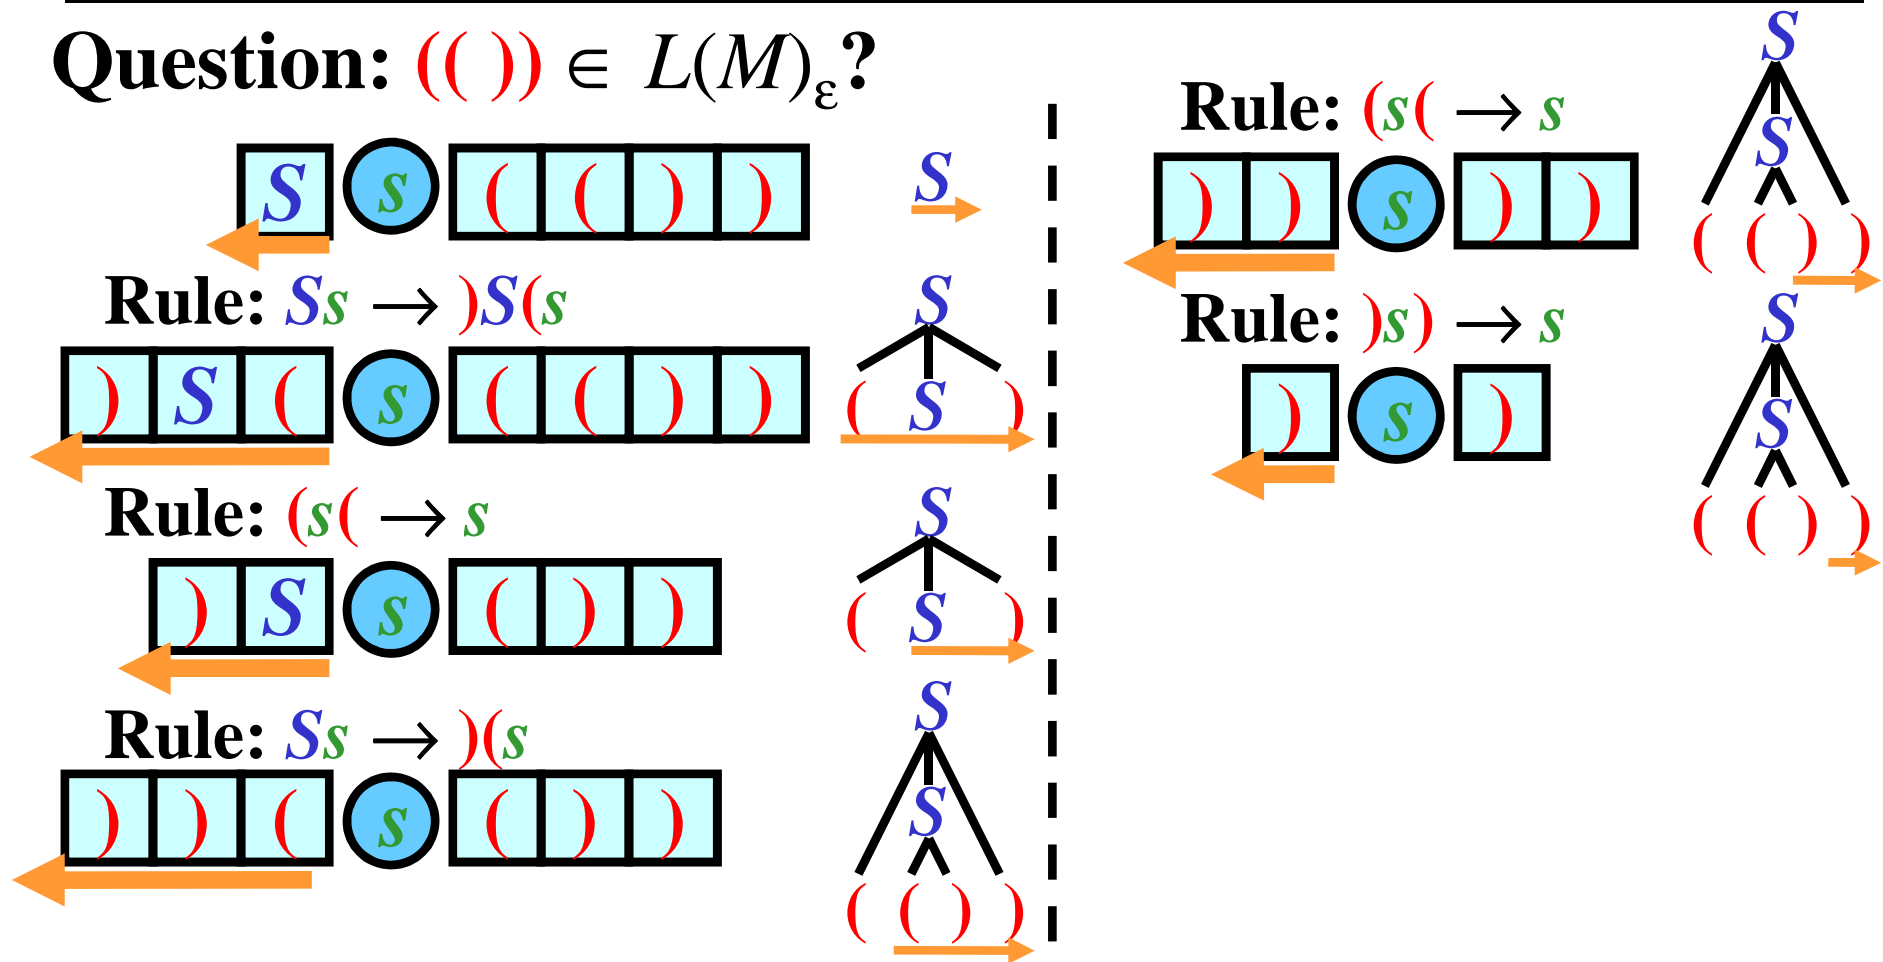 Question: (( )) ∈ L(M)ε?
S s ( ( ) ) S
Rule: Ss → )S(s
S
) S ( s ( ( ) )
( S )
Rule: (s( → s
S
) S s ( ) )
( S )
Rule: Ss → )(s
S
S
) ) ( s ( ) )
( ( ) )
Rule: (s( → s
S
S
) ) s ) )
( ( ) )
Rule: )s) → s
S
S
) s )
( ( ) )